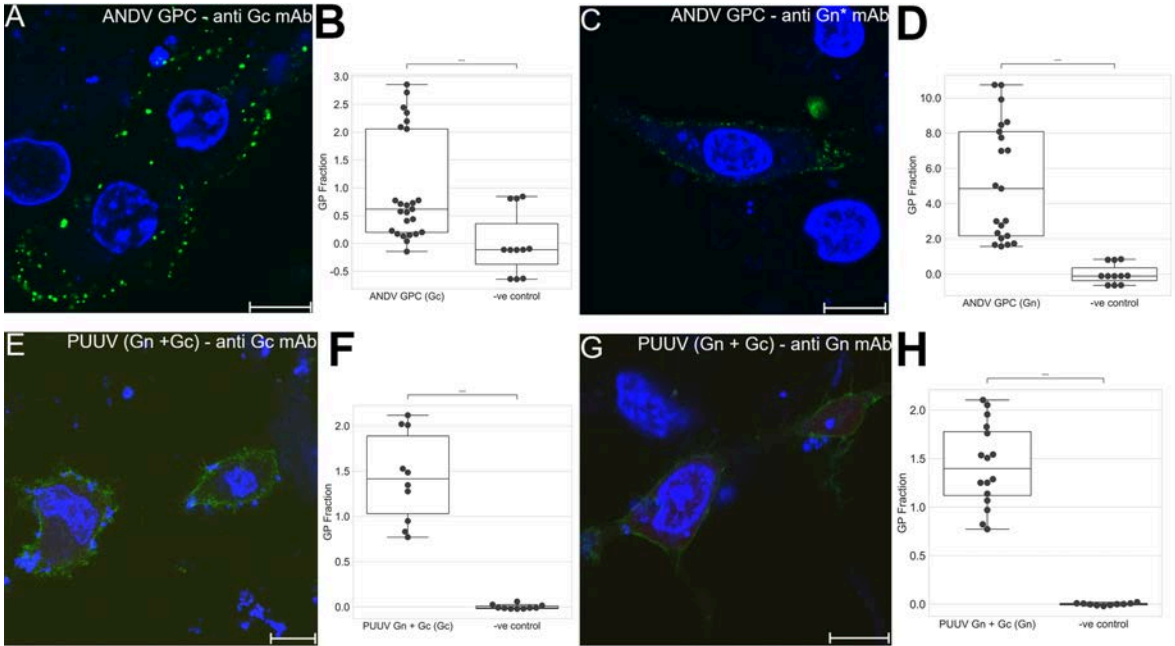 A
ANDV GPC - anti Gc mAb
B
GP Fraction
3.0
2.5
2.0
1.5
1.0
0.5
0.0
-0.5
ANDV GPC (Gc)
-ve control
C
ANDV GPC - anti Gn* mAb
D
GP Fraction
10.0
8.0
6.0
4.0
2.0
0.0
ANDV GPC (Gn)
-ve control
E
PUUV (Gn +Gc) - anti Gc mAb
F
GP Fraction
2.0
1.5
1.0
0.5
0.0
PUUV Gn + Gc (Gc)
-ve control
G
PUUV (Gn + Gc) - anti Gn mAb
H
GP Fraction
2.0
1.5
1.0
0.5
0.0
PUUV Gn + Gc (Gn)
-ve control